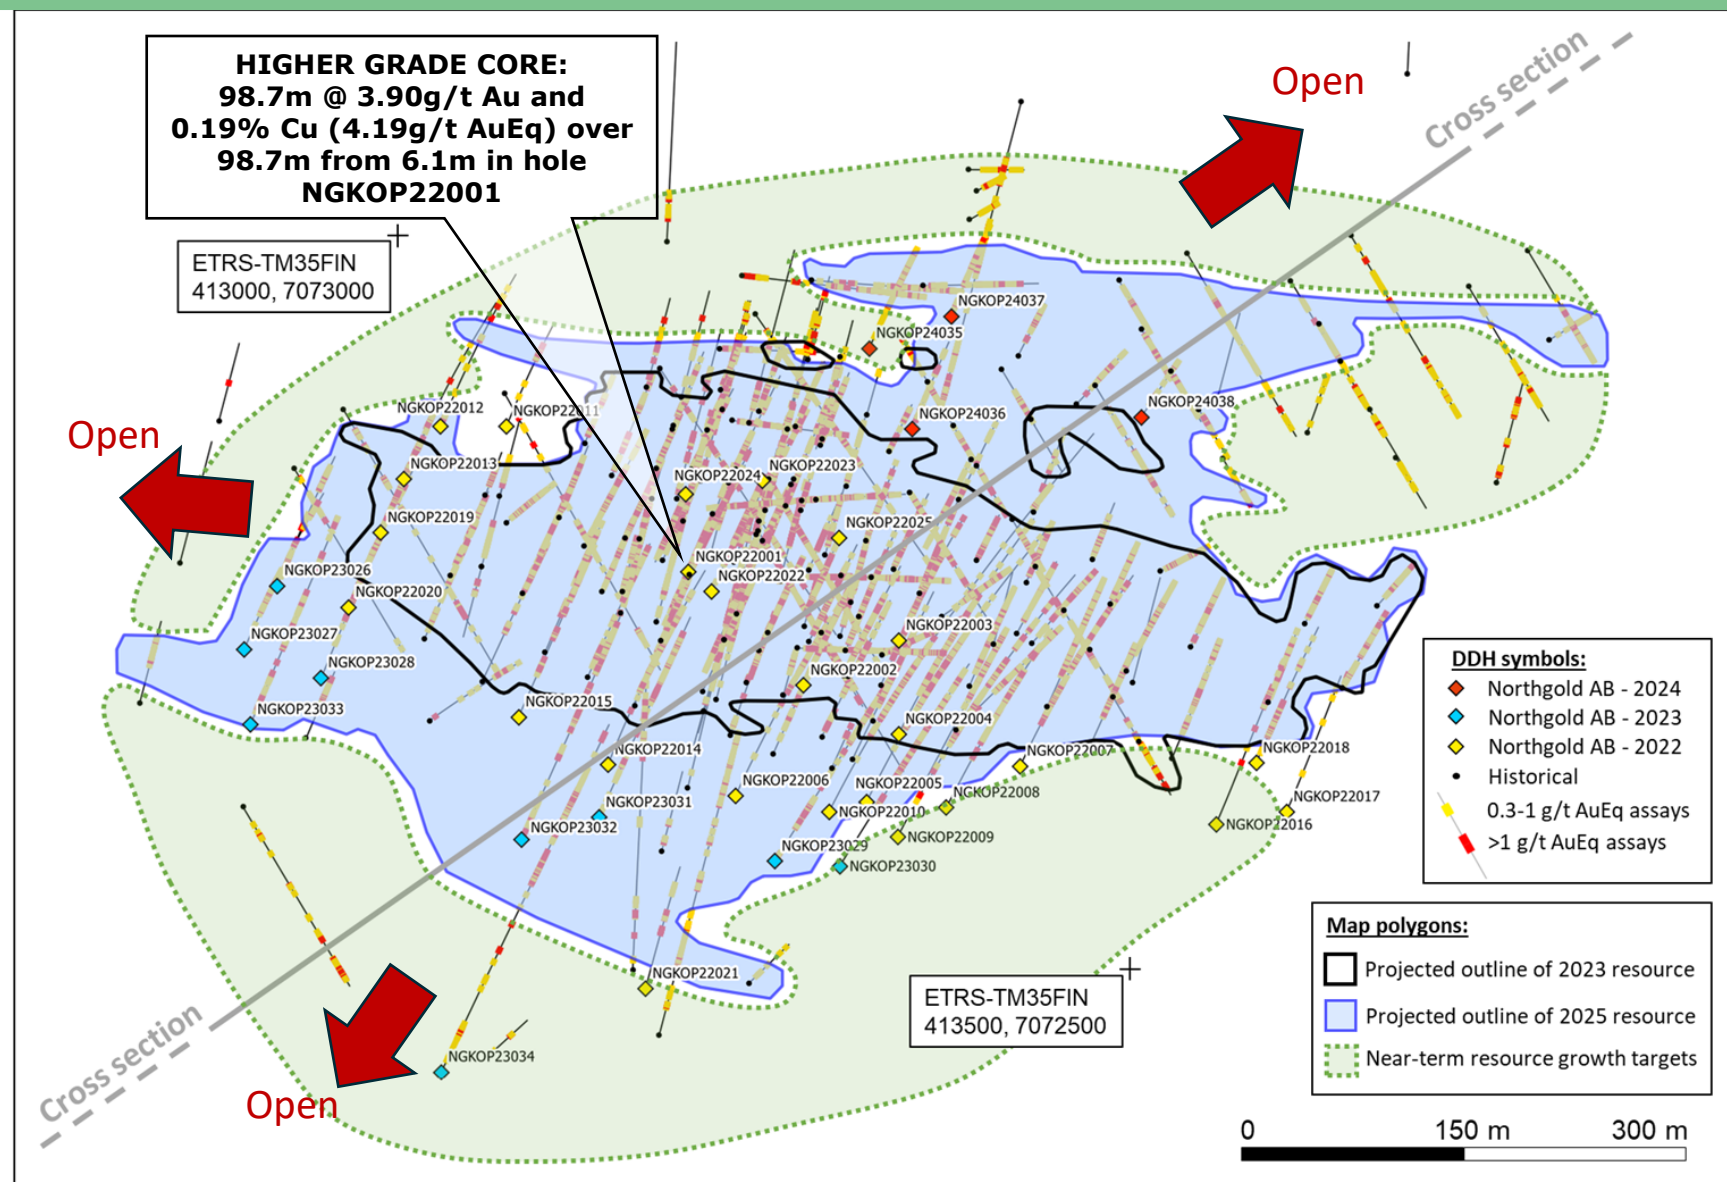 HIGHER GRADE CORE:
98.7m @ 3.90g/t Au and
0.19% Cu (4.19g/t AuEq) over
98.7m from 6.1m in hole
NGKOP22001
Open
Cross section
ETRS-TM35FIN
413000, 7073000
NGKOP24037
NGKOP24035
NGKOP22012
NGKOP22011
NGKOP24036
NGKOP24038
Open
NGKOP22013
NGKOP22024
NGKOP22023
NGKOP22019
NGKOP22025
NGKOP22001
NGKOP22022
NGKOP23026
NGKOP22020
NGKOP22003
NGKOP23027
NGKOP23028
NGKOP22002
NGKOP23033
NGKOP22015
NGKOP22004
NGKOP22014
NGKOP22007
NGKOP22018
NGKOP22006
NGKOP22005
NGKOP22008
NGKOP22017
NGKOP23031
NGKOP22010
NGKOP22016
NGKOP23032
NGKOP22009
NGKOP23029
NGKOP23030
NGKOP22021
NGKOP23034
ETRS-TM35FIN
413500, 7072500
Cross section
Open
DDH symbols:
Northgold AB - 2024
Northgold AB - 2023
Northgold AB - 2022
Historical
0.3-1 g/t AuEq assays
>1 g/t AuEq assays
Map polygons:
Projected outline of 2023 resource
Projected outline of 2025 resource
Near-term resource growth targets
0 150 m 300 m